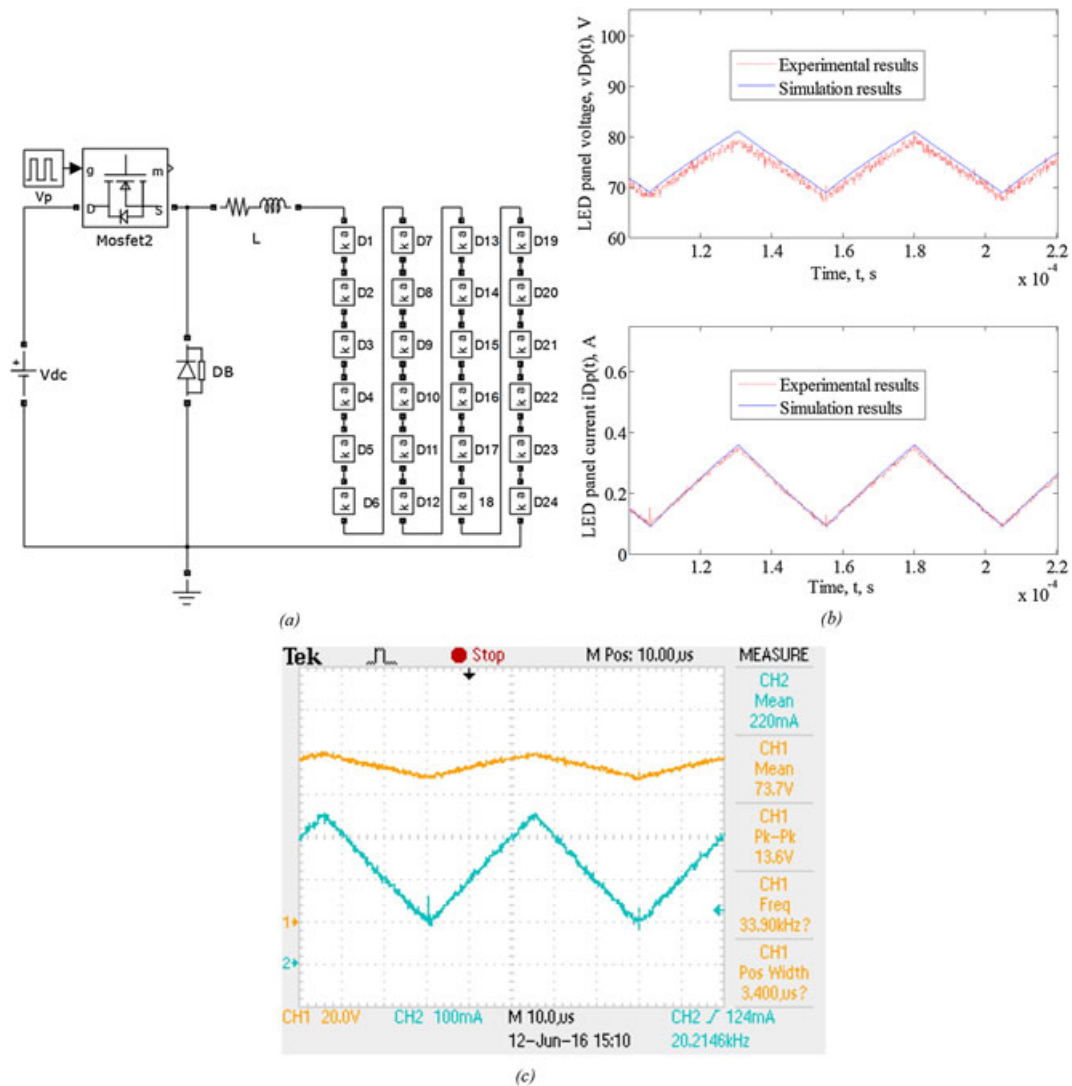 g
m
Vp
D
S
Mosfet2
L
+
Vdc
DB
k a D1
k a D7
k a D13
k a D19
k a D2
k a D8
k a D14
k a D20
k a D3
k a D9
k a D15
k a D21
k a D4
k a D10
k a D16
k a D22
k a D5
k a D11
k a D17
k a D23
k a D6
k a D12
k a 18
k a D24
(a)
LED panel voltage, vDp(t), V
100
90
80
70
60
Experimental results
Simulation results
1.2 1.4 1.6 1.8 2 2.2
Time, t, s
x 10⁻⁴
LED panel current iDp(t), A
0.6
0.4
0.2
0
Experimental results
Simulation results
1.2 1.4 1.6 1.8 2 2.2
Time, t, s
x 10⁻⁴
(b)
Tek Stop M Pos: 10.00µs MEASURE
CH2
Mean
220mA
CH1
Mean
73.7V
CH1
Pk-Pk
13.6V
CH1
Freq
33.90kHz?
CH1
Pos Width
3.400µs?
1
2
CH1 20.0V CH2 100mA M 10.0µs CH2 124mA
12-Jun-16 15:10 20.2146kHz
(c)